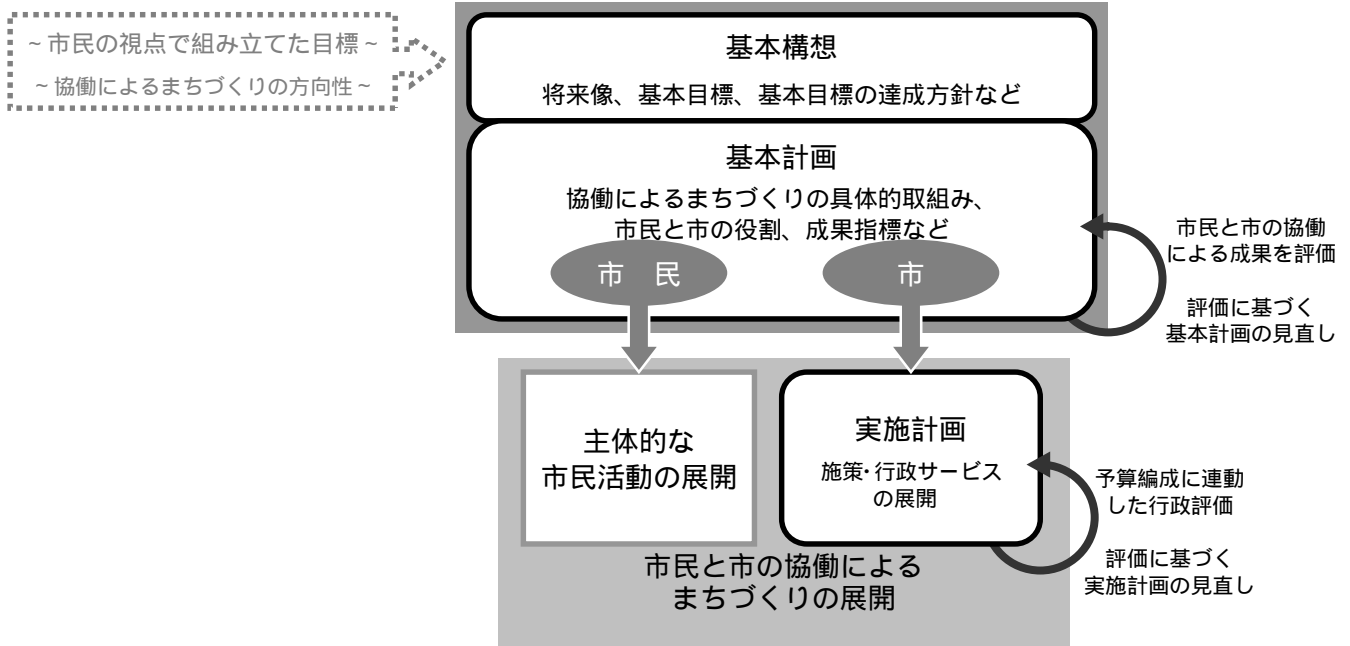 ~市民の視点で組み立てた目標~
~協働によるまちづくりの方向性~
基本構想
将来像、基本目標、基本目標の達成方針など
基本計画
協働によるまちづくりの具体的取組み、
市民と市の役割、成果指標など
市 民
市
市民と市の協働
による成果を評価
評価に基づく
基本計画の見直し
主体的な
市民活動の展開
実施計画
施策・行政サービス
の展開
予算編成に連動
した行政評価
評価に基づく
実施計画の見直し
市民と市の協働による
まちづくりの展開